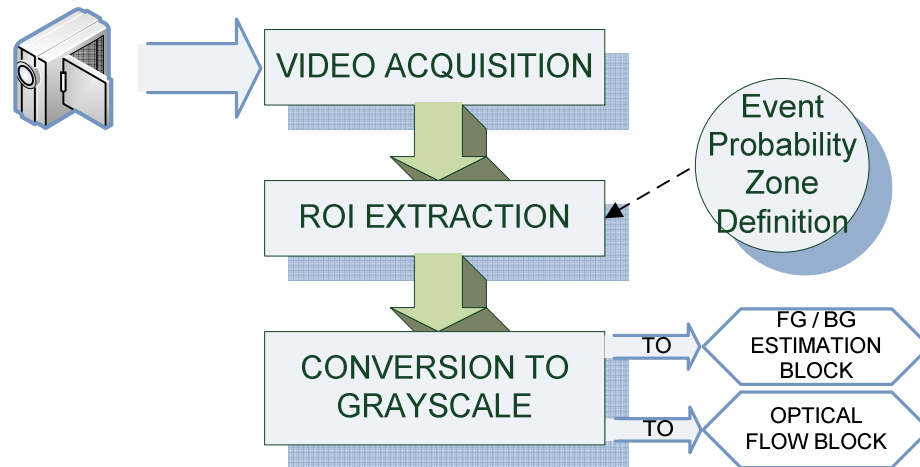 VIDEO ACQUISITION
Event
Probability
Zone
Definition
ROI EXTRACTION
CONVERSION TO
GRAYSCALE
TO
FG / BG
ESTIMATION
BLOCK
TO
OPTICAL
FLOW BLOCK